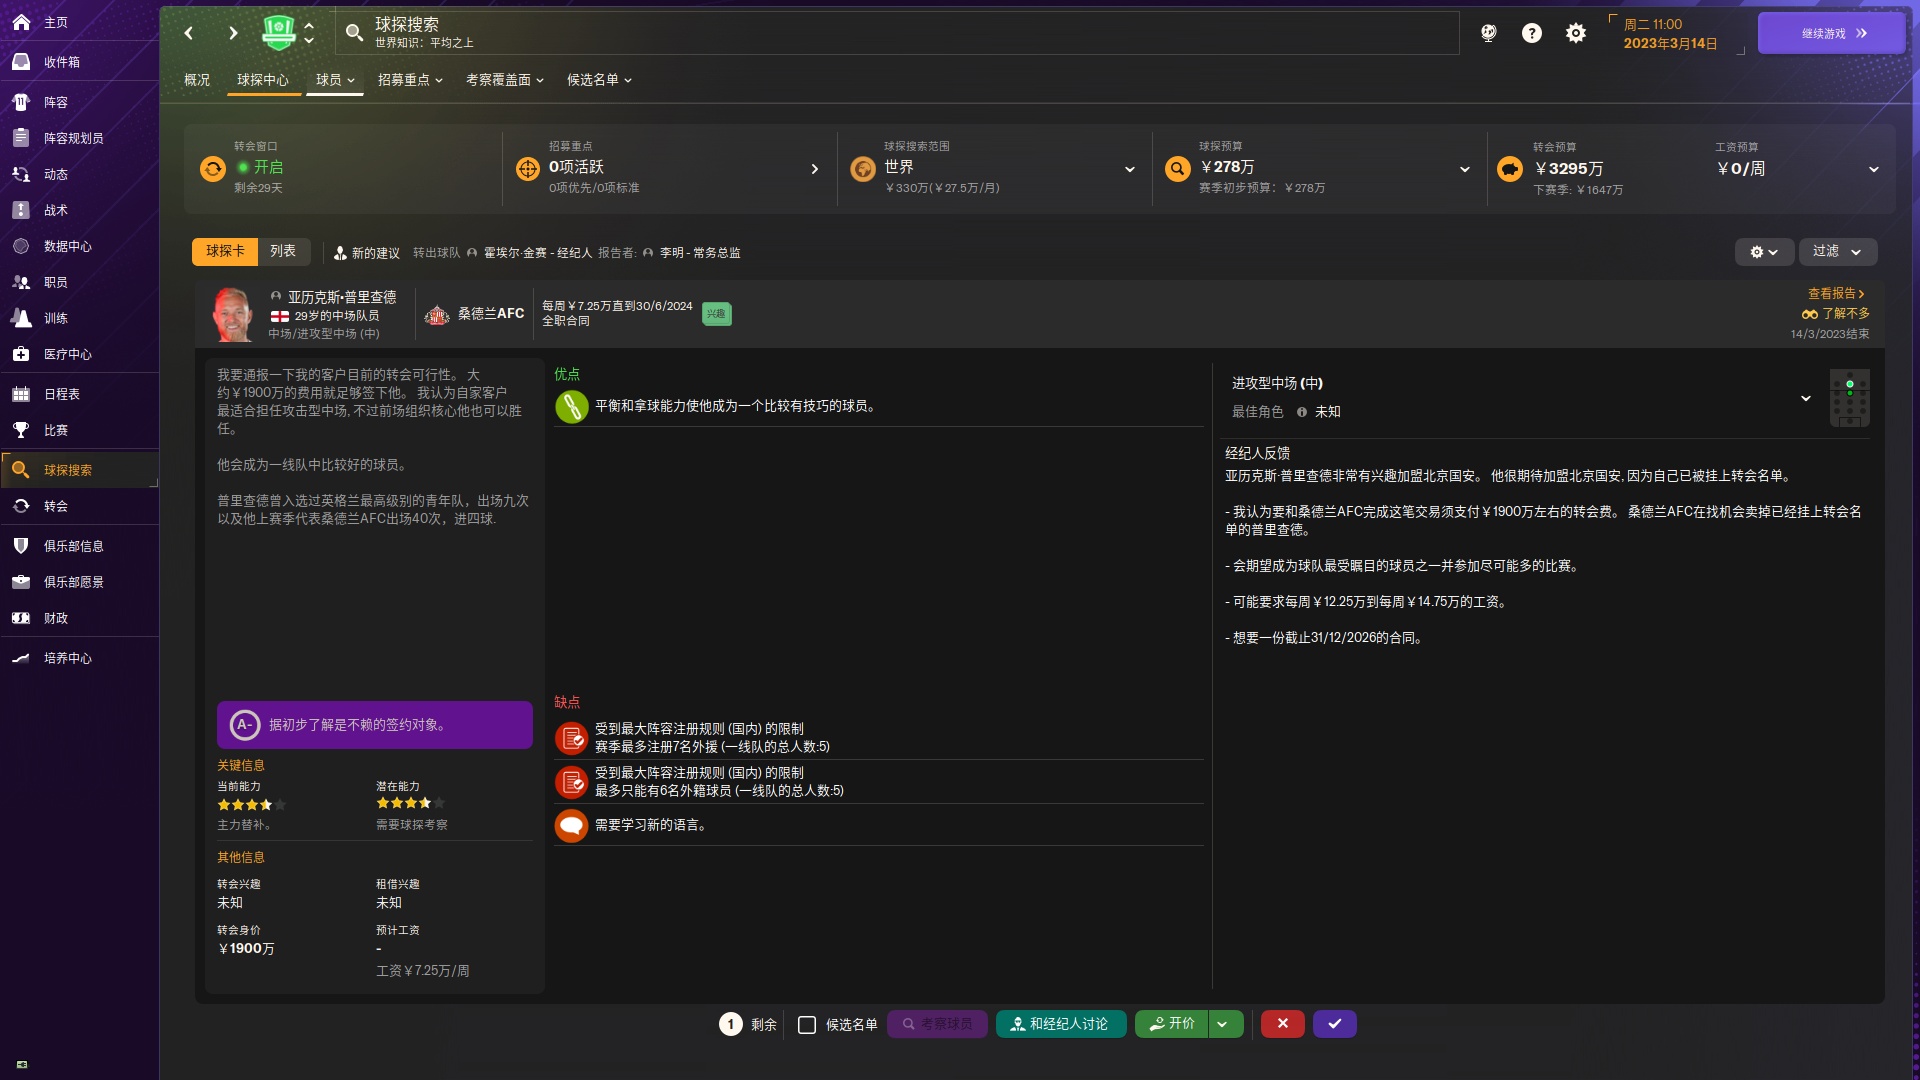 主页
收件箱
阵容
阵容规划员
动态
战术
数据中心
职员
训练
医疗中心
日程表
比赛
球探搜索
转会
俱乐部信息
俱乐部愿景
财政
培养中心
球探搜索
世界知识：平均之上
周二 11:00
2023年3月14日
继续游戏
概况
球探中心
球员
招募重点
考察覆盖面
候选名单
转会窗口
开启
剩余29天
招募重点
0项活跃
0项优先/0项标准
球探搜索范围
世界
￥330万(￥27.5万/月)
球探预算
￥278万
赛季初步预算：￥278万
转会预算
￥3295万
下赛季: ￥1647万
工资预算
￥0/周
球探卡
列表
新的建议 转出球队 霍埃尔·金赛 - 经纪人 报告者: 李明 - 常务总监
过滤
亚历克斯·普里查德
29岁的中场队员
中场/进攻型中场 (中)
桑德兰AFC
每周￥7.25万直到30/6/2024
全职合同
兴趣
查看报告
了解不多
14/3/2023结束
我要通报一下我的客户目前的转会可行性。 大
约￥1900万的费用就足够签下他。 我认为自家客户
最适合担任攻击型中场, 不过前场组织核心他也可以胜
任。
他会成为一线队中比较好的球员。
普里查德曾入选过英格兰最高级别的青年队，出场九次
以及他上赛季代表桑德兰AFC出场40次，进四球.
A-
据初步了解是不赖的签约对象。
关键信息
当前能力
主力替补。
潜在能力
需要球探考察
其他信息
转会兴趣
未知
租借兴趣
未知
转会身价
￥1900万
预计工资
-
工资￥7.25万/周
优点
平衡和拿球能力使他成为一个比较有技巧的球员。
缺点
受到最大阵容注册规则 (国内) 的限制
赛季最多注册7名外援 (一线队的总人数:5)
受到最大阵容注册规则 (国内) 的限制
最多只能有6名外籍球员 (一线队的总人数:5)
需要学习新的语言。
进攻型中场 (中)
最佳角色 未知
经纪人反馈
亚历克斯·普里查德非常有兴趣加盟北京国安。 他很期待加盟北京国安, 因为自己已被挂上转会名单。
- 我认为要和桑德兰AFC完成这笔交易须支付￥1900万左右的转会费。 桑德兰AFC在找机会卖掉已经挂上转会名
单的普里查德。
- 会期望成为球队最受瞩目的球员之一并参加尽可能多的比赛。
- 可能要求每周￥12.25万到每周￥14.75万的工资。
- 想要一份截止31/12/2026的合同。
1 剩余
候选名单
考察球员
和经纪人讨论
开价